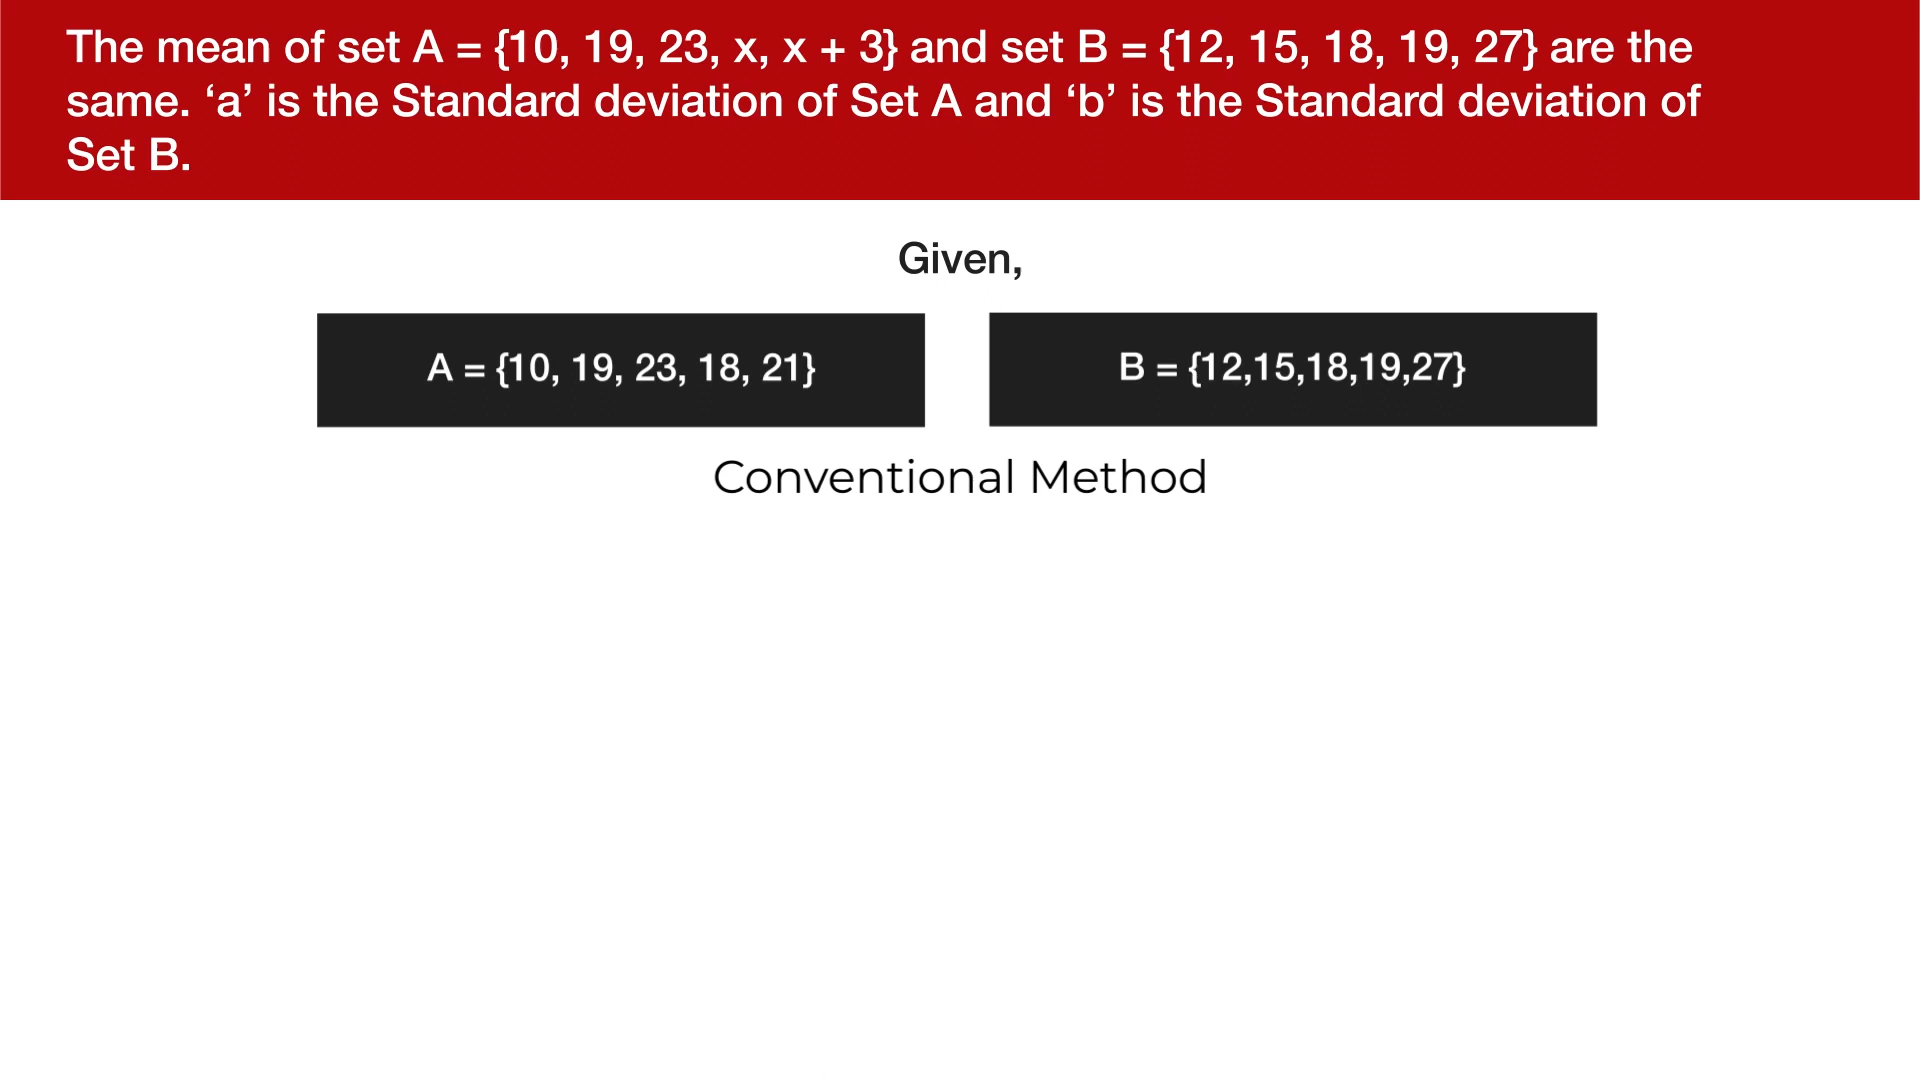 The mean of set A = {10, 19, 23, x, x + 3} and set B = {12, 15, 18, 19, 27} are the
same. ‘a’ is the Standard deviation of Set A and ‘b’ is the Standard deviation of
Set B.
Given,
A = {10, 19, 23, 18, 21}
B = {12,15,18,19,27}
Conventional Method